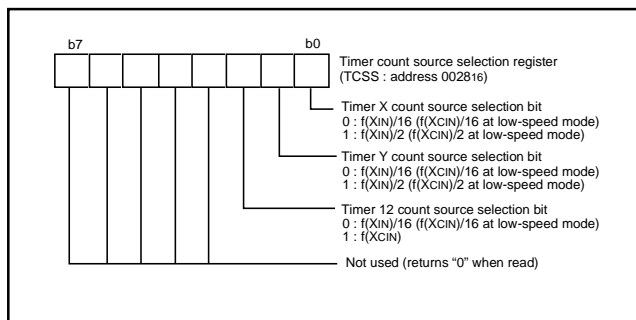 b7 b0
Timer count source selection register
(TCSS : address 002816)
Timer X count source selection bit
0 : f(XIN)/16 (f(XCIN)/16 at low-speed mode)
1 : f(XIN)/2 (f(XCIN)/2 at low-speed mode)
Timer Y count source selection bit
0 : f(XIN)/16 (f(XCIN)/16 at low-speed mode)
1 : f(XIN)/2 (f(XCIN)/2 at low-speed mode)
Timer 12 count source selection bit
0 : f(XIN)/16 (f(XCIN)/16 at low-speed mode)
1 : f(XCIN)
Not used (returns “0” when read)